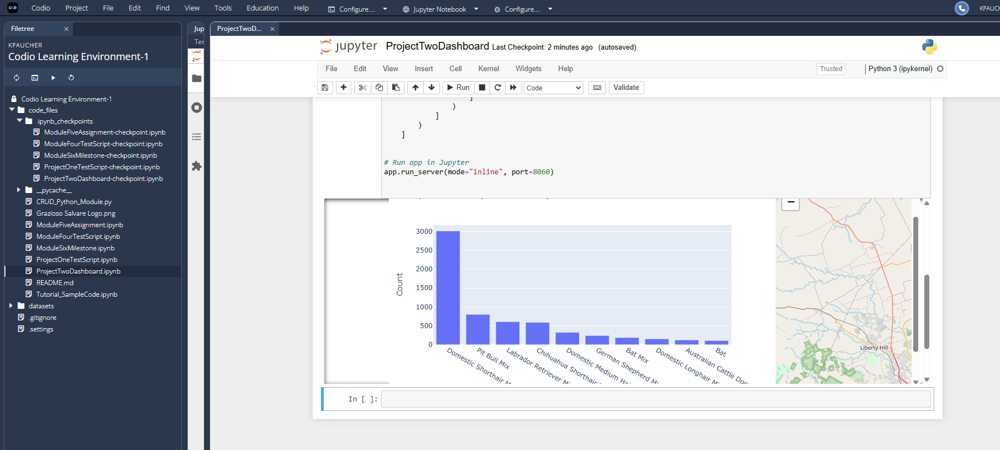 Codio Project File Edit Find View Tools Education Help Configure.... Jupyter Notebook Configure.... KFAUCH
Filetree
KFAUCHER
Codio Learning Environment-1
Codio Learning Environment-1
code_files
.ipynb_checkpoints
ModuleFiveAssignment-checkpoint.ipynb
ModuleFourTestScript-checkpoint.ipynb
ModuleSixMilestone-checkpoint.ipynb
ProjectOneTestScript-checkpoint.ipynb
ProjectTwoDashboard-checkpoint.ipynb
__pycache__
CRUD_Python_Module.py
Grazioso Salvare Logo.png
ModuleFiveAssignment.ipynb
ModuleFourTestScript.ipynb
ModuleSixMilestone.ipynb
ProjectOneTestScript.ipynb
ProjectTwoDashboard.ipynb
README.md
Tutorial_SampleCode.ipynb
datasets
.gitignore
.settings
Jup
Ter
ProjectTwoD...
jupyter ProjectTwoDashboard Last Checkpoint: 2 minutes ago (autosaved)
File Edit View Insert Cell Kernel Widgets Help Trusted Python 3 (ipykernel)
Run Code Validate
]
)
]
)
]
# Run app in Jupyter
app.run_server(mode="inline", port=8060)
3000
2500
2000
1500
1000
500
0
Count
Domestic Shorthair M
Pit Bull Mix
Labrador Retriever Mi
Chihuahua Shorthair
Domestic Medium Ha
German Shepherd Mi
Bat Mix
Domestic Longhair Mi
Australian Cattle Dog
Bat
−
Liberty Hill
In [ ]: